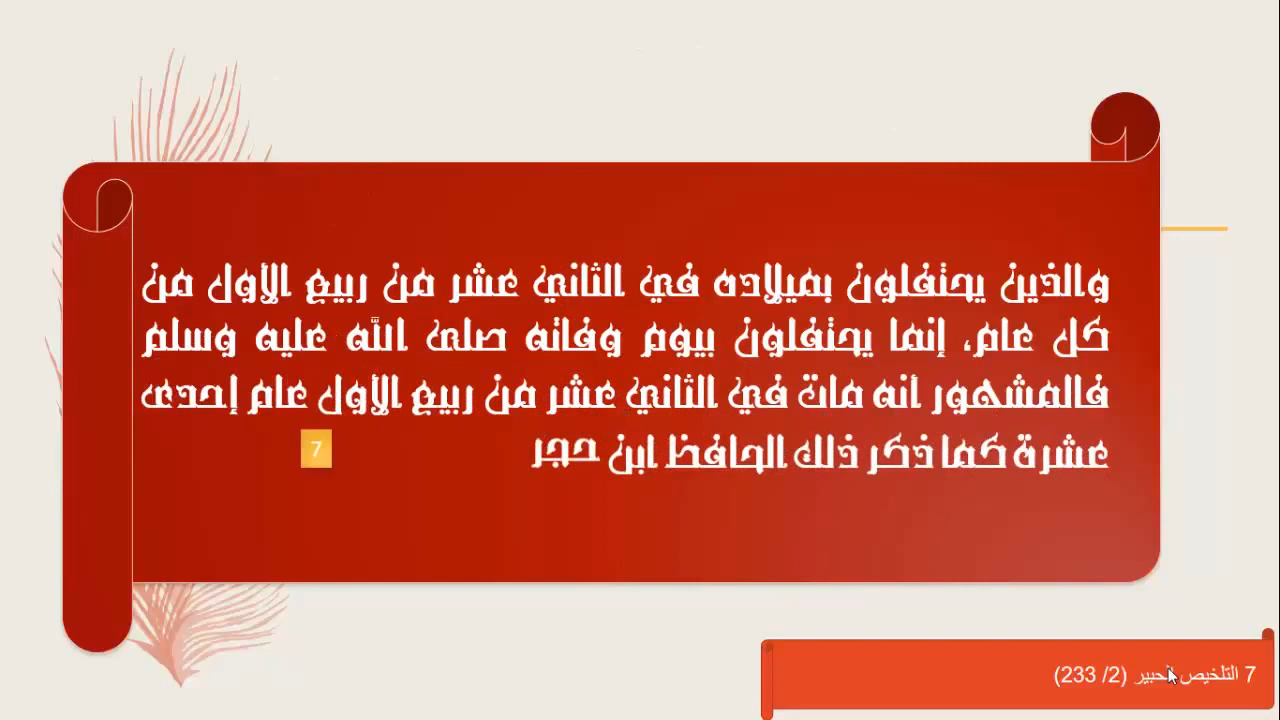 والذين يحتفلون بميلاده في الثاني عشر من ربيع الأول من
كل عام، إنما يحتفلون بيوم وفاته صلى الله عليه وسلم
فالمشهور أنه مات في الثاني عشر من ربيع الأول عام إحدى
عشرة كما ذكر ذلك الحافظ ابن حجر 7
7 التلخيص الحبير (2/ 233)